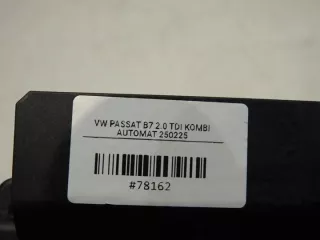 VW PASSAT B7 2.0 TDI KOMBI
AUTOMAT 250225
#78162